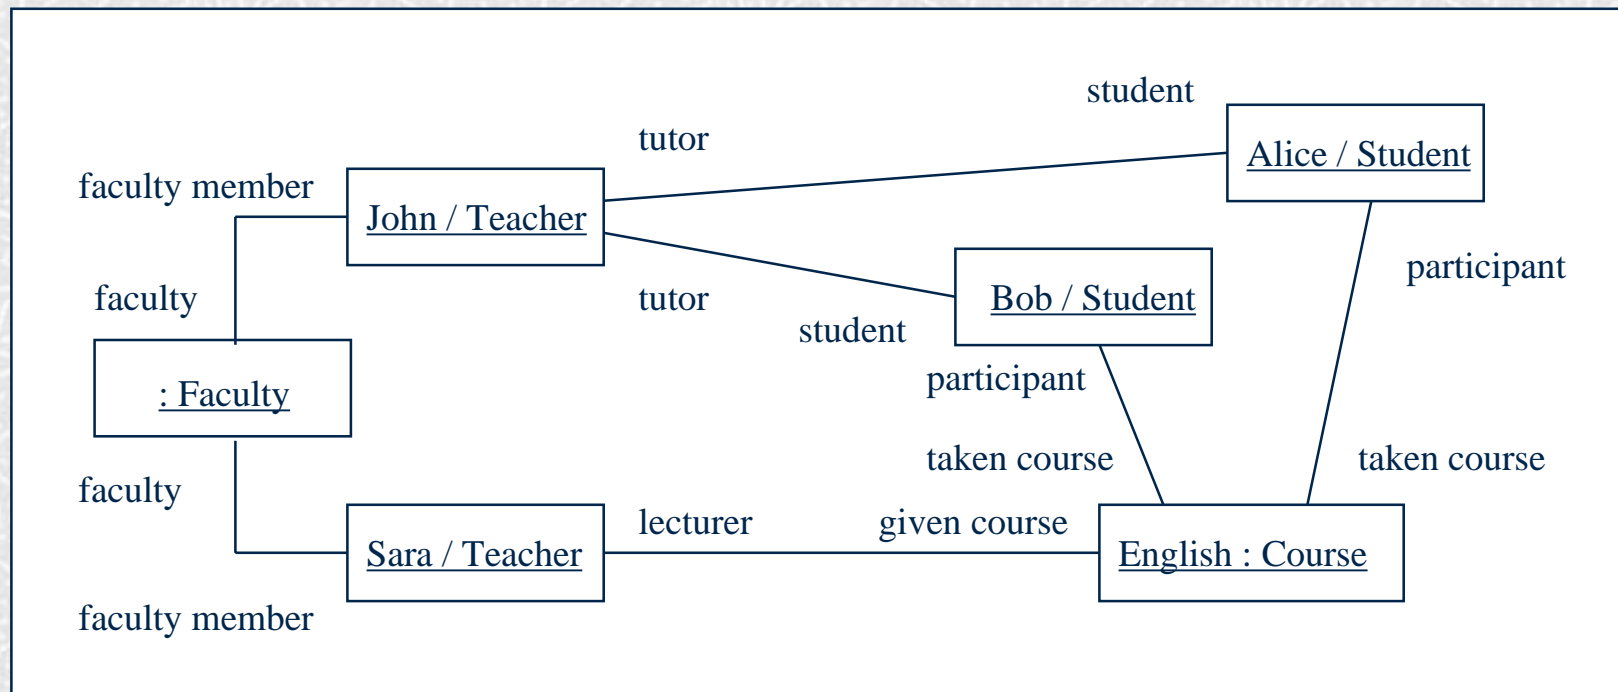 student
tutor
Alice / Student
faculty member
John / Teacher
participant
faculty
tutor
Bob / Student
student
participant
: Faculty
taken course
taken course
faculty
lecturer
given course
Sara / Teacher
English : Course
faculty member